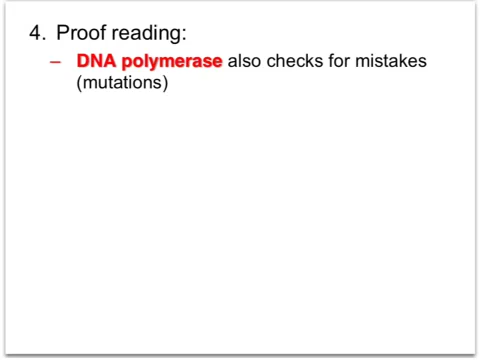 4. Proof reading:
– DNA polymerase also checks for mistakes
(mutations)